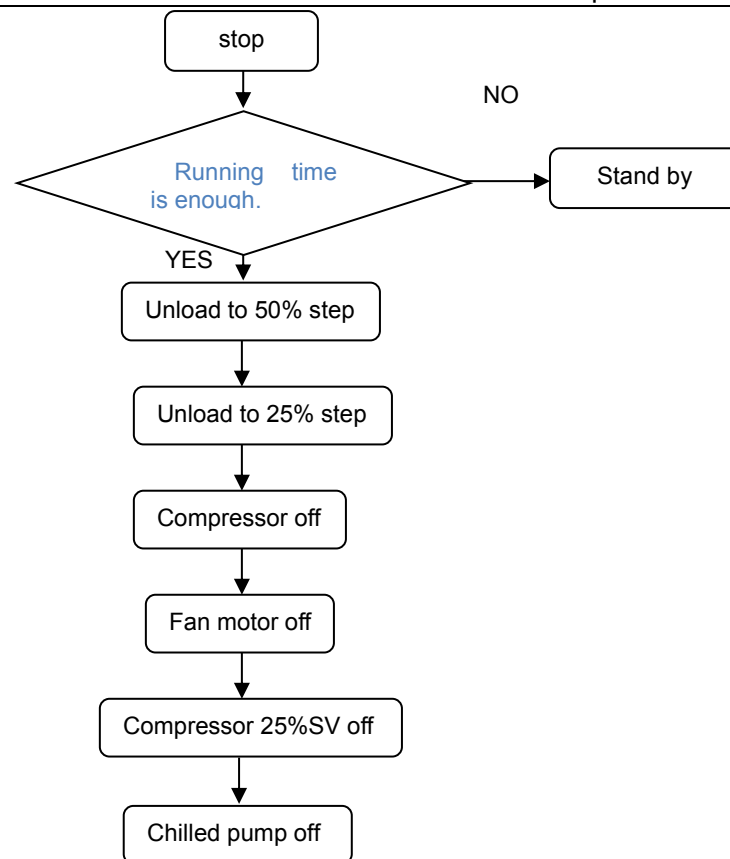 stop
NO
Running time
is enough.
Stand by
YES
Unload to 50% step
Unload to 25% step
Compressor off
Fan motor off
Compressor 25%SV off
Chilled pump off